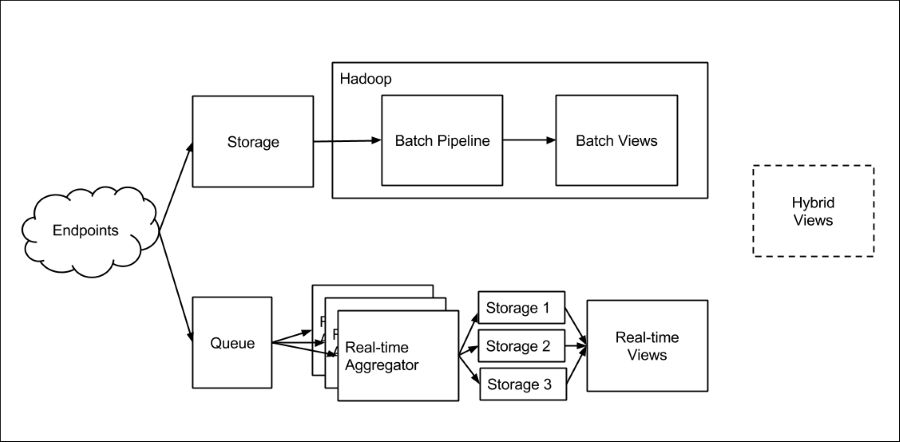 Hadoop
Storage
Batch Pipeline
Batch Views
Endpoints
Hybrid
Views
Queue
Real-time
Aggregator
Storage 1
Storage 2
Storage 3
Real-time
Views